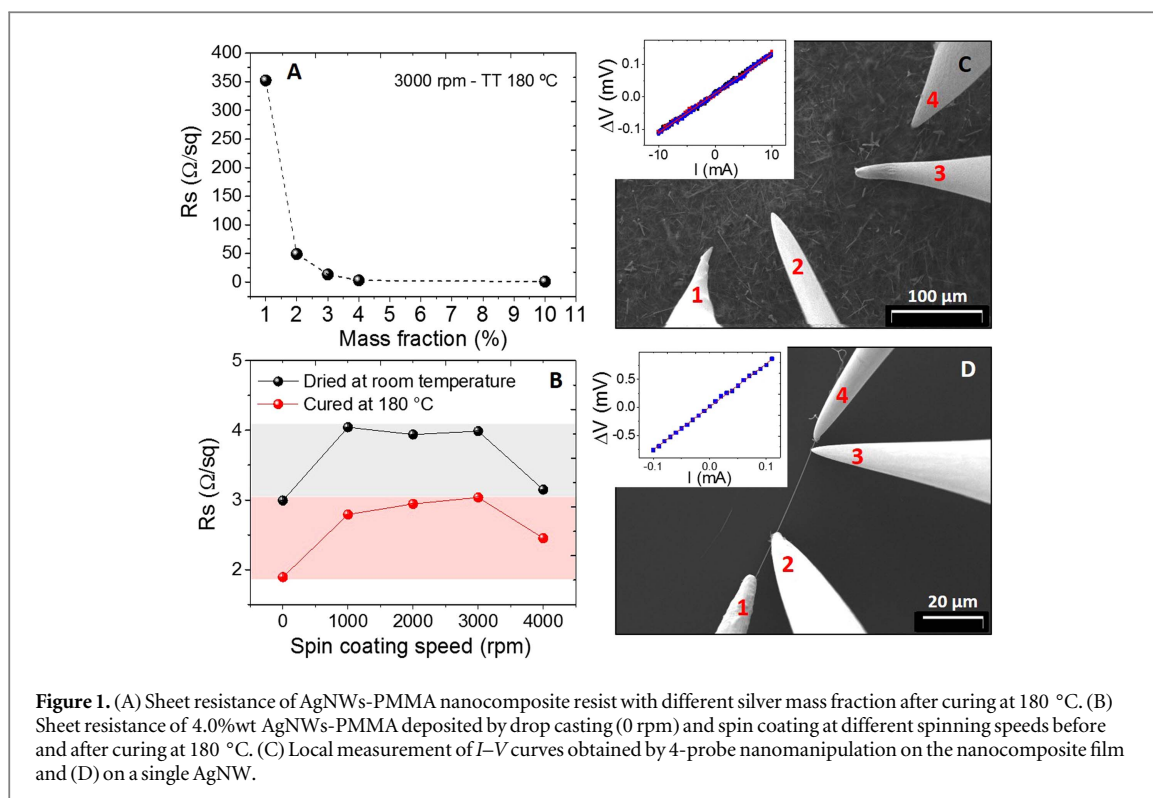 A
3000 rpm - TT 180 ºC
350
300
250
200
150
100
50
0
Rs (Ω/sq)
1 2 3 4 5 6 7 8 9 10 11
Mass fraction (%)
B
Dried at room temperature
Cured at 180 °C
5
4
3
2
Rs (Ω/sq)
0 1000 2000 3000 4000
Spin coating speed (rpm)
C
0.1
0.0
-0.1
ΔV (mV)
-10 0 10
I (mA)
4
3
2
1
100 μm
D
0.5
0.0
-0.5
ΔV (mV)
-0.1 0.0 0.1
I (mA)
4
3
2
1
20 μm
Figure 1. (A) Sheet resistance of AgNWs-PMMA nanocomposite resist with different silver mass fraction after curing at 180 °C. (B)
Sheet resistance of 4.0%wt AgNWs-PMMA deposited by drop casting (0 rpm) and spin coating at different spinning speeds before
and after curing at 180 °C. (C) Local measurement of I–V curves obtained by 4-probe nanomanipulation on the nanocomposite film
and (D) on a single AgNW.